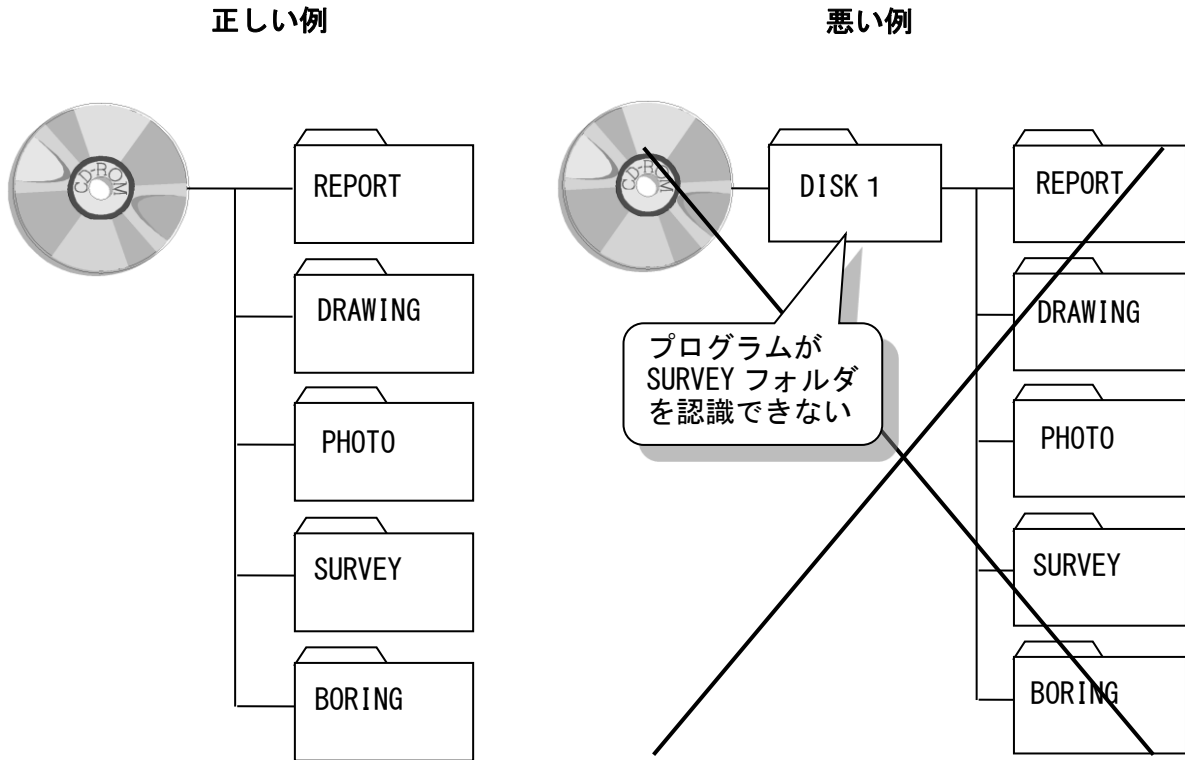 正しい例
CD-ROM
REPORT
DRAWING
PHOTO
SURVEY
BORING
悪い例
CD-ROM
DISK 1
プログラムが
SURVEY フォルダ
を認識できない
REPORT
DRAWING
PHOTO
SURVEY
BORING